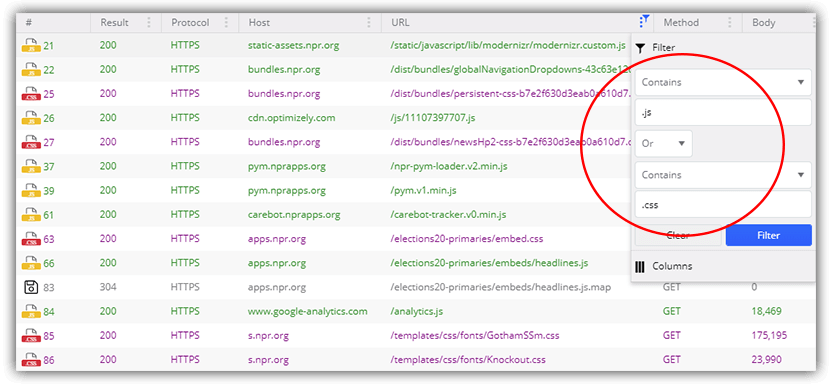 # Result Protocol Host URL Method Body
JS 21 200 HTTPS static-assets.npr.org /static/javascript/lib/modernizr/modernizr.custom.js
Filter
JS 22 200 HTTPS bundles.npr.org /dist/bundles/globalNavigationDropdowns-43c63e12
Contains
.CSS 25 200 HTTPS bundles.npr.org /dist/bundles/persistent-css-b7e2f630d3eab0a610d7.
.js
JS 26 200 HTTPS cdn.optimizely.com /js/11107397707.js
.CSS 27 200 HTTPS bundles.npr.org /dist/bundles/newsHp2-css-b7e2f630d3eab0a610d7.c
Or
JS 37 200 HTTPS pym.nprapps.org /npr-pym-loader.v2.min.js
Contains
JS 39 200 HTTPS pym.nprapps.org /pym.v1.min.js
JS 61 200 HTTPS carebot.nprapps.org /carebot-tracker.v0.min.js
.css
.CSS 63 200 HTTPS apps.npr.org /elections20-primaries/embed.css
Clear Filter
JS 66 200 HTTPS apps.npr.org /elections20-primaries/embeds/headlines.js
Columns
83 304 HTTPS apps.npr.org /elections20-primaries/embeds/headlines.js.map GET 0
JS 84 200 HTTPS www.google-analytics.com /analytics.js GET 18,469
.CSS 85 200 HTTPS s.npr.org /templates/css/fonts/GothamSSm.css GET 175,195
.CSS 86 200 HTTPS s.npr.org /templates/css/fonts/Knockout.css GET 23,990